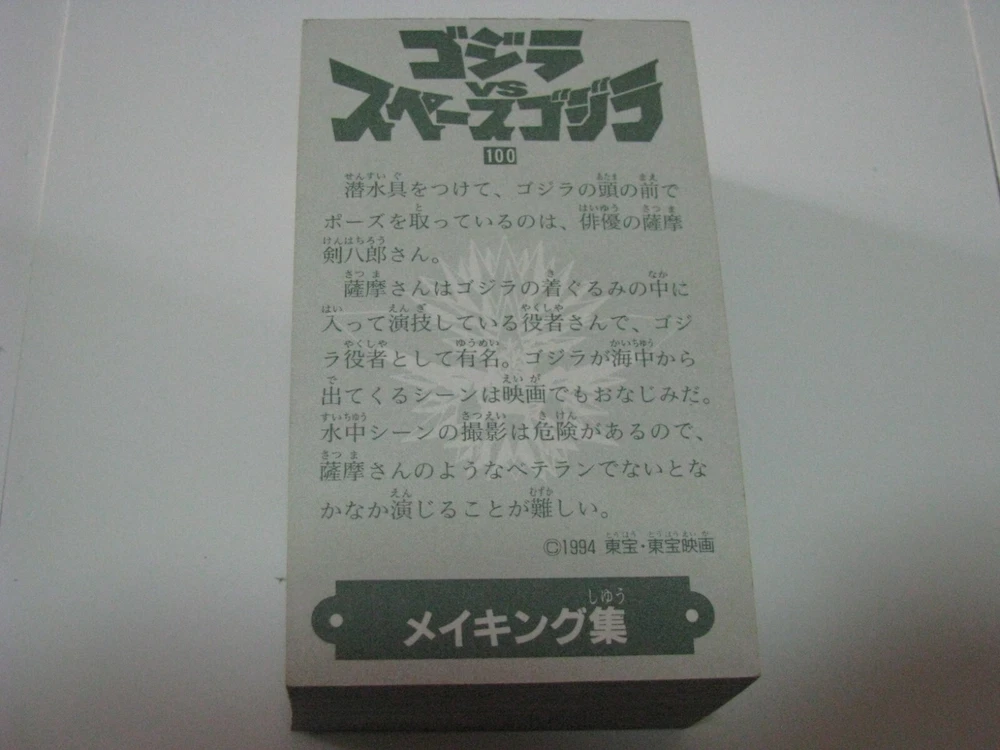 ゴジラ
VS
スペースゴジラ
100
潜水具をつけて、ゴジラの頭の前で
ポーズを取っているのは、俳優の薩摩
剣八郎さん。
薩摩さんはゴジラの着ぐるみの中に
入って演技している役者さんで、ゴジ
ラ役者として有名。ゴジラが海中から
出てくるシーンは映画でもおなじみだ。
水中シーンの撮影は危険があるので、
薩摩さんのようなベテランでないとな
かなか演じることが難しい。
©1994 東宝・東宝映画
メイキング集